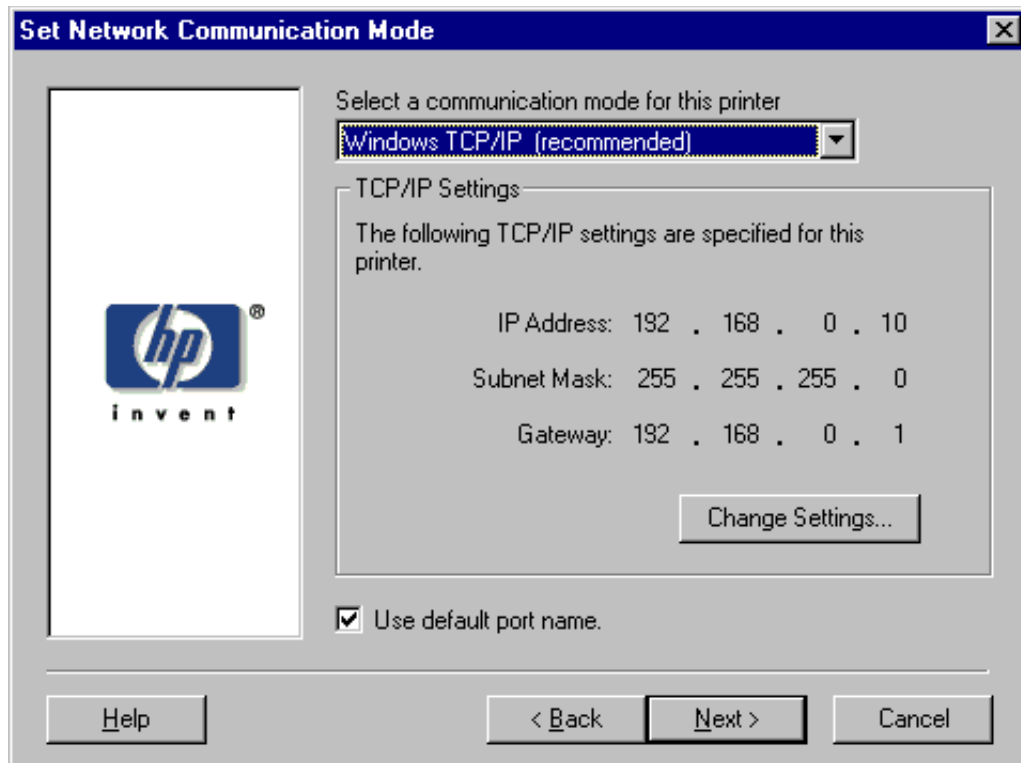 Set Network Communication Mode
Select a communication mode for this printer
Windows TCP/IP (recommended)
TCP/IP Settings
The following TCP/IP settings are specified for this
printer.
IP Address: 192 . 168 . 0 . 10
Subnet Mask: 255 . 255 . 255 . 0
Gateway: 192 . 168 . 0 . 1
Change Settings...
hp ®
invent
Use default port name.
Help
< Back
Next >
Cancel